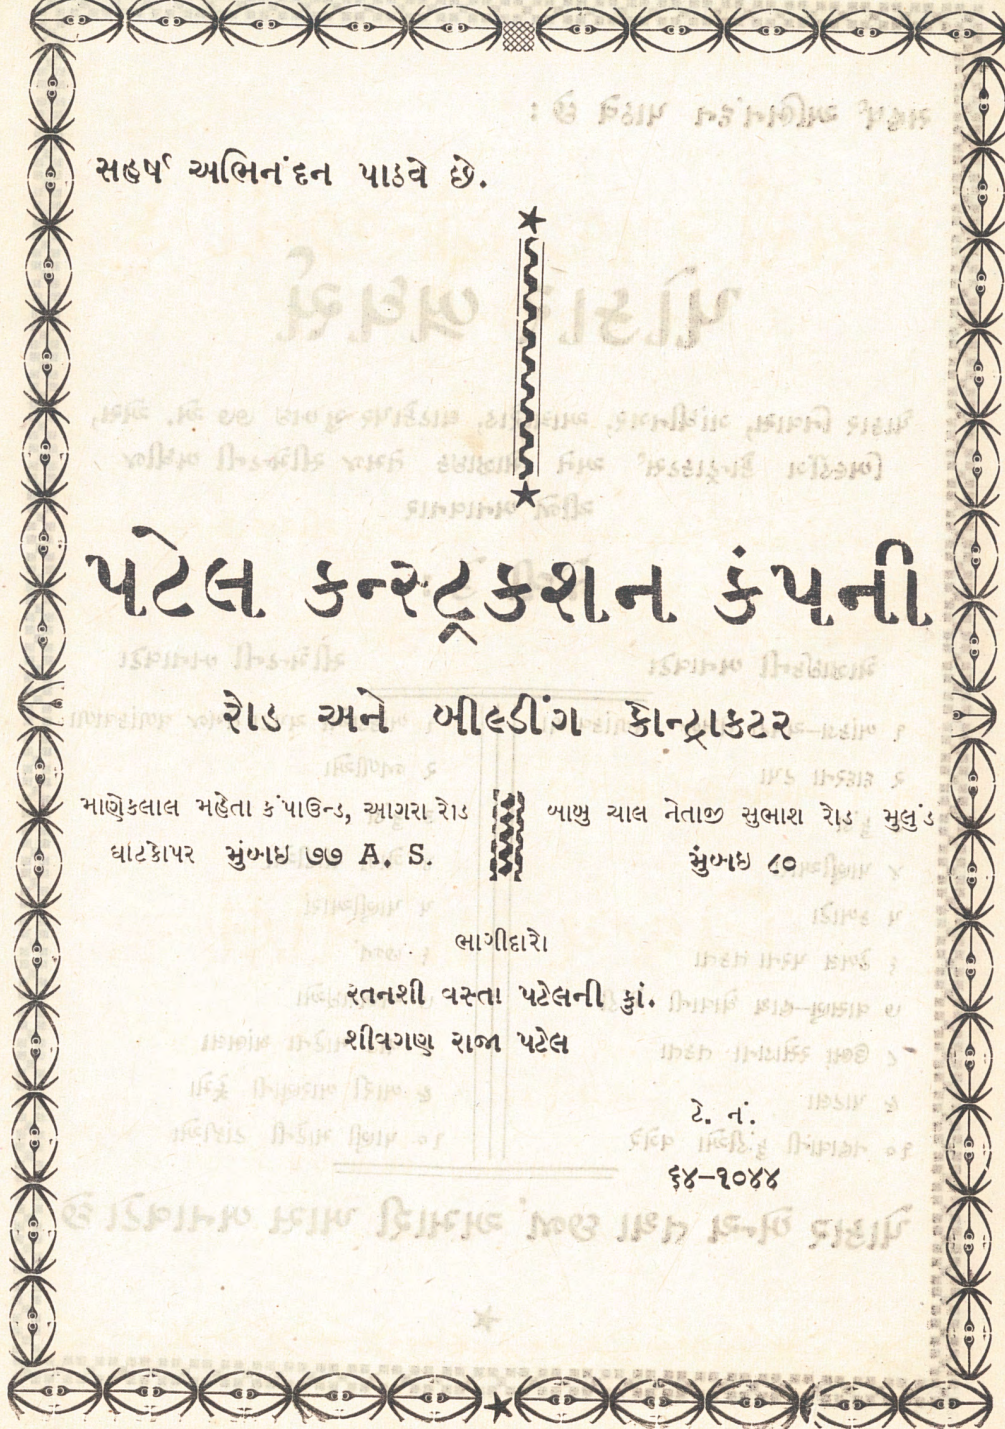 સહર્ષ અભિનંદન પાઠવે છે.
પટેલ કન્સ્ટ્રકશન કંપની
રોડ અને બીલ્ડીંગ કોન્ટ્રાકટર
માણેકલાલ મહેતા કંપાઉન્ડ, આગરા રોડ
ઘાટકોપર મુંબઇ ૭૭ A. S.
બાબુ ચાલ નેતાજી સુભાશ રોડ મુલુંડ
મુંબઇ ૮૦
ભાગીદારો
રતનશી વસ્તા પટેલની કું.
શીવગણ રાજા પટેલ
ટે. નં.
૬૪–૧૦૪૪